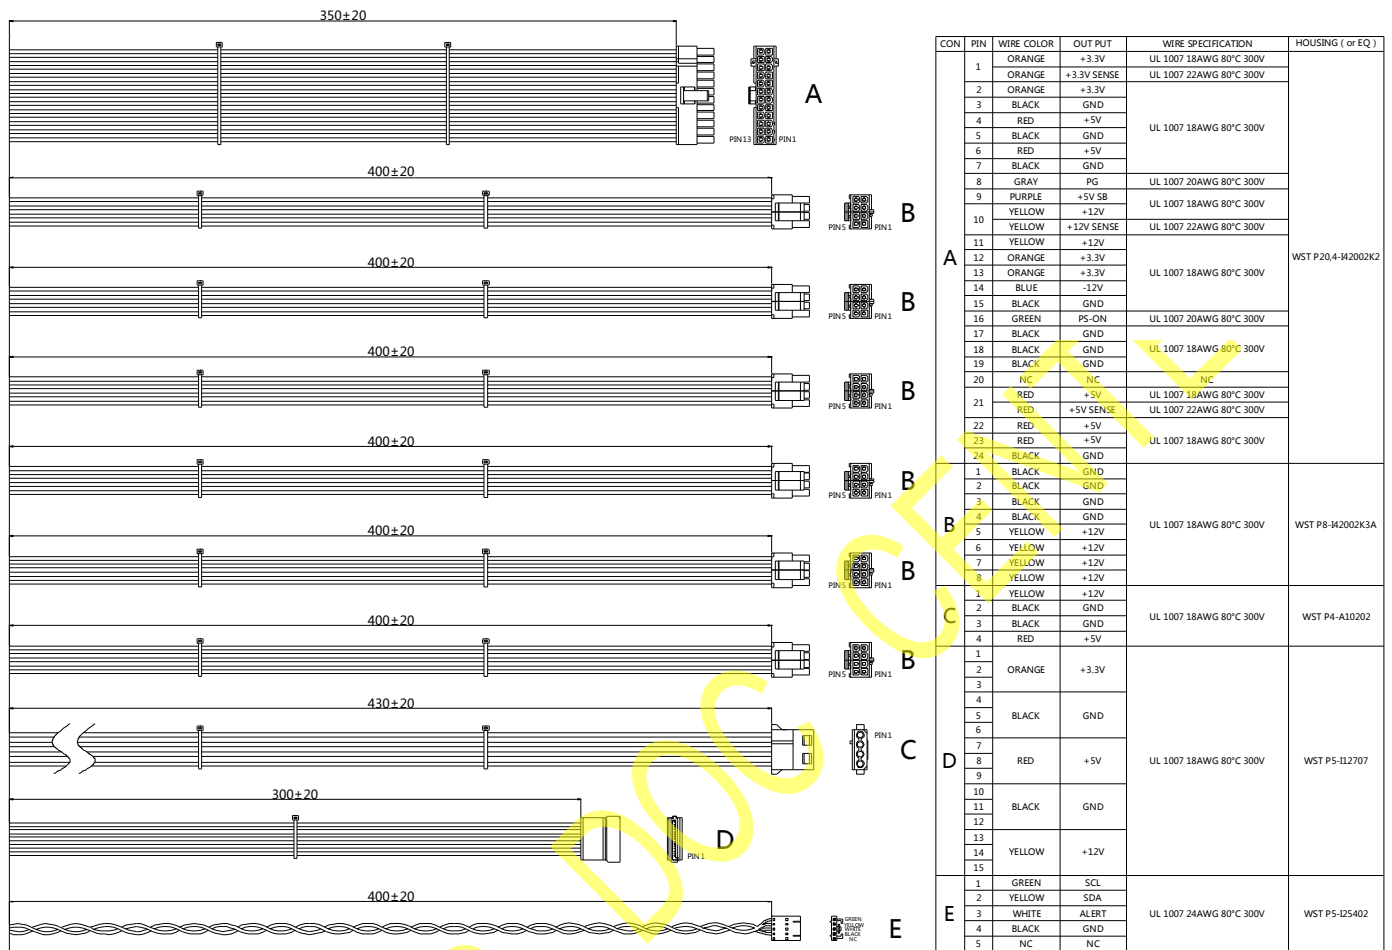 350±20
A
PIN13
PIN1
400±20
B
PIN5
PIN1
400±20
B
PIN5
PIN1
400±20
B
PIN5
PIN1
400±20
B
PIN5
PIN1
400±20
B
PIN5
PIN1
400±20
B
PIN5
PIN1
430±20
PIN1
C
300±20
D
PIN1
400±20
GREEN
YELLOW
WHITE
BLACK
NC
E
CON PIN WIRE COLOR OUT PUT WIRE SPECIFICATION HOUSING ( or EQ )
A 1 ORANGE +3.3V UL 1007 18AWG 80°C 300V WST P20,4-I42002K2
ORANGE +3.3V SENSE UL 1007 22AWG 80°C 300V
2 ORANGE +3.3V UL 1007 18AWG 80°C 300V
3 BLACK GND
4 RED +5V
5 BLACK GND
6 RED +5V
7 BLACK GND
8 GRAY PG UL 1007 20AWG 80°C 300V
9 PURPLE +5V SB UL 1007 18AWG 80°C 300V
10 YELLOW +12V
YELLOW +12V SENSE UL 1007 22AWG 80°C 300V
11 YELLOW +12V UL 1007 18AWG 80°C 300V
12 ORANGE +3.3V
13 ORANGE +3.3V
14 BLUE -12V
15 BLACK GND
16 GREEN PS-ON UL 1007 20AWG 80°C 300V
17 BLACK GND UL 1007 18AWG 80°C 300V
18 BLACK GND
19 BLACK GND
20 NC NC NC
21 RED +5V UL 1007 18AWG 80°C 300V
RED +5V SENSE UL 1007 22AWG 80°C 300V
22 RED +5V UL 1007 18AWG 80°C 300V
23 RED +5V
24 BLACK GND
B 1 BLACK GND UL 1007 18AWG 80°C 300V WST P8-I42002K3A
2 BLACK GND
3 BLACK GND
4 BLACK GND
5 YELLOW +12V
6 YELLOW +12V
7 YELLOW +12V
8 YELLOW +12V
C 1 YELLOW +12V UL 1007 18AWG 80°C 300V WST P4-A10202
2 BLACK GND
3 BLACK GND
4 RED +5V
D 1 ORANGE +3.3V UL 1007 18AWG 80°C 300V WST P5-I12707
2
3
4 BLACK GND
5
6
7 RED +5V
8
9
10 BLACK GND
11
12
13 YELLOW +12V
14
15
E 1 GREEN SCL UL 1007 24AWG 80°C 300V WST P5-I25402
2 YELLOW SDA
3 WHITE ALERT
4 BLACK GND
5 NC NC
DOC CENT